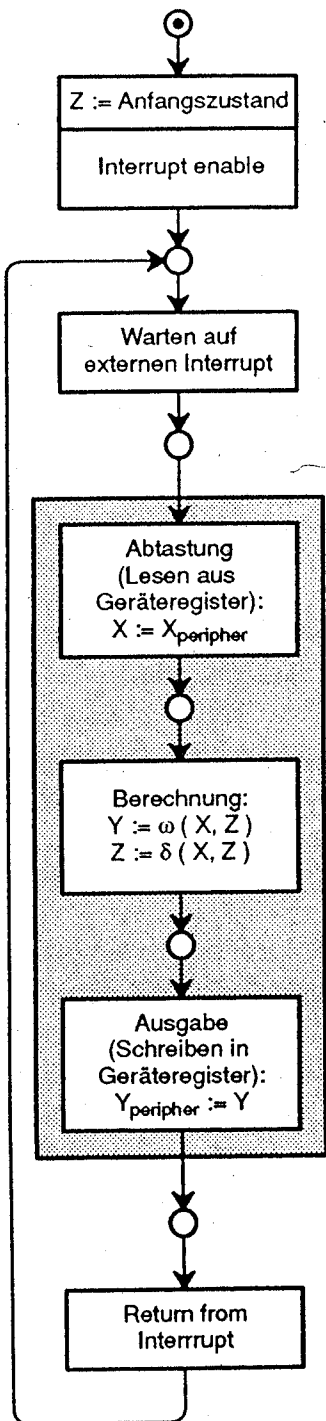 Z := Anfangszustand
Interrupt enable
Warten auf
externen Interrupt
Abtastung
(Lesen aus
Geräteregister):
X := Xperipher
Berechnung:
Y := ω ( X, Z )
Z := δ ( X, Z )
Ausgabe
(Schreiben in
Geräteregister):
Yperipher := Y
Return from
Interrrupt